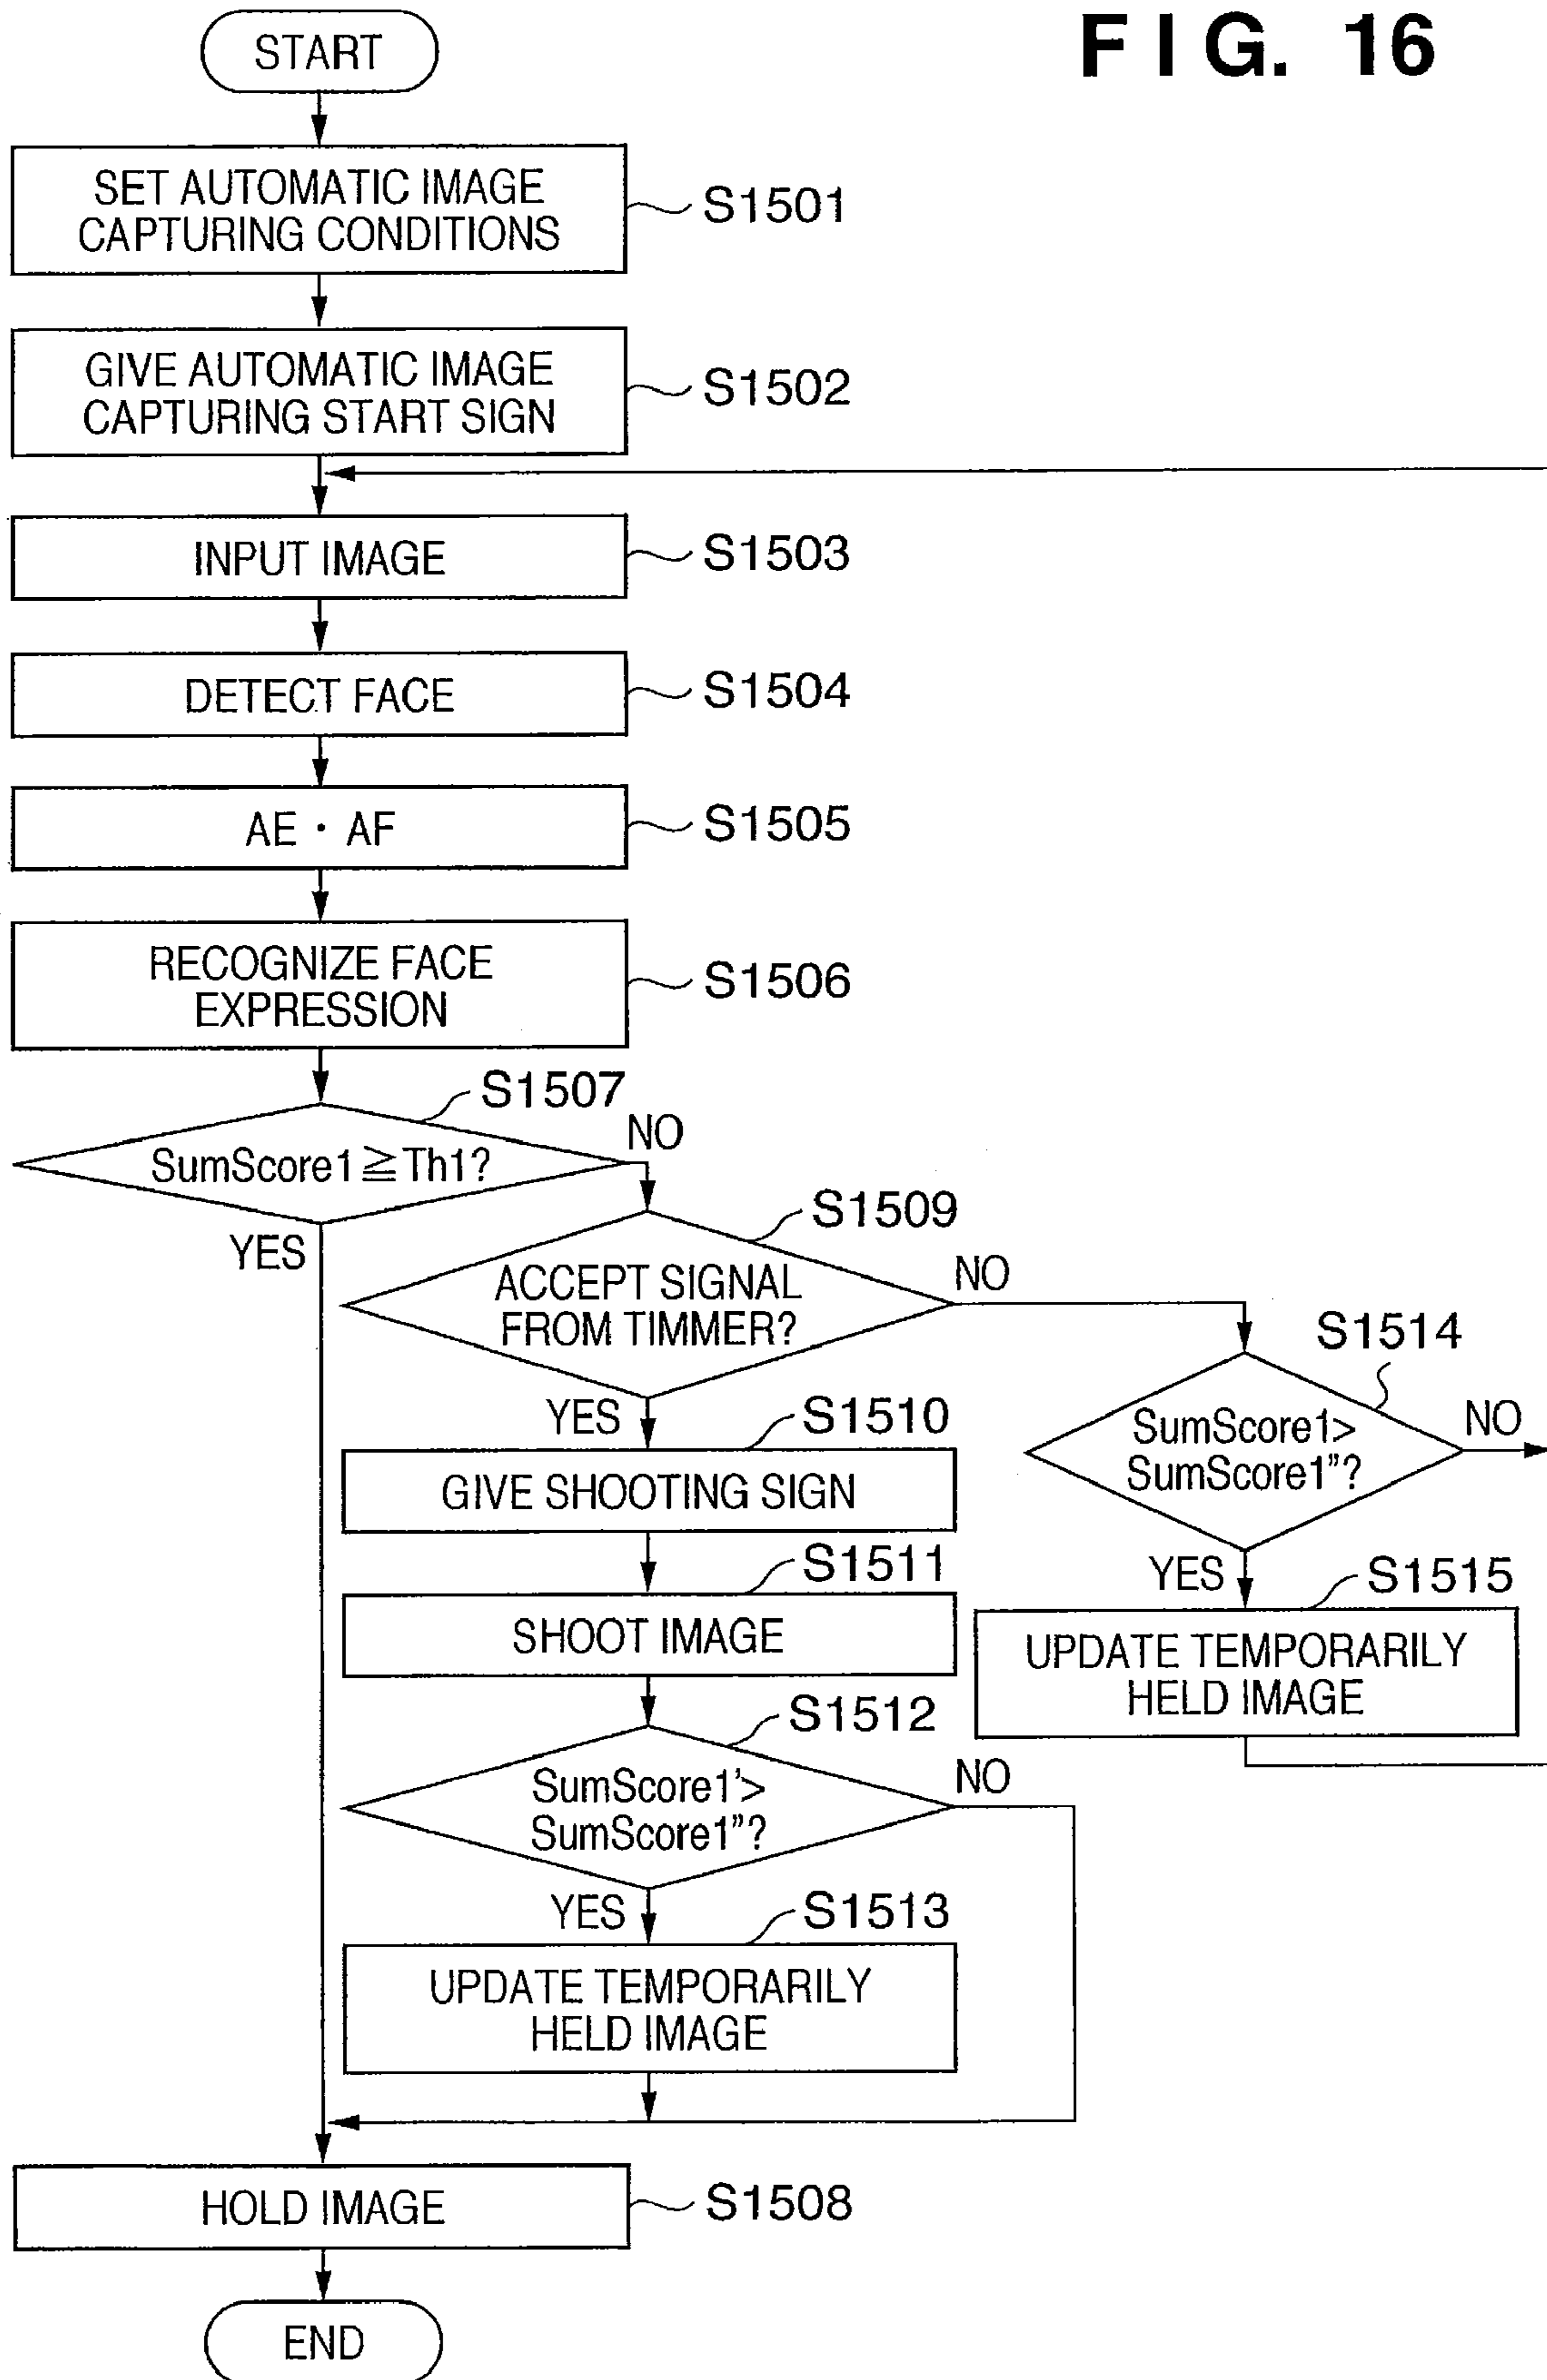 FIG. 16
START
SET AUTOMATIC IMAGE
CAPTURING CONDITIONS
S1501
GIVE AUTOMATIC IMAGE
CAPTURING START SIGN
S1502
INPUT IMAGE
S1503
DETECT FACE
S1504
AE · AF
S1505
RECOGNIZE FACE
EXPRESSION
S1506
S1507
SumScore1≧Th1?
NO
YES
S1509
ACCEPT SIGNAL
FROM TIMMER?
NO
YES
S1514
SumScore1>
SumScore1"?
NO
YES
S1510
GIVE SHOOTING SIGN
S1511
SHOOT IMAGE
S1515
UPDATE TEMPORARILY
HELD IMAGE
S1512
SumScore1'>
SumScore1"?
NO
YES
S1513
UPDATE TEMPORARILY
HELD IMAGE
HOLD IMAGE
S1508
END